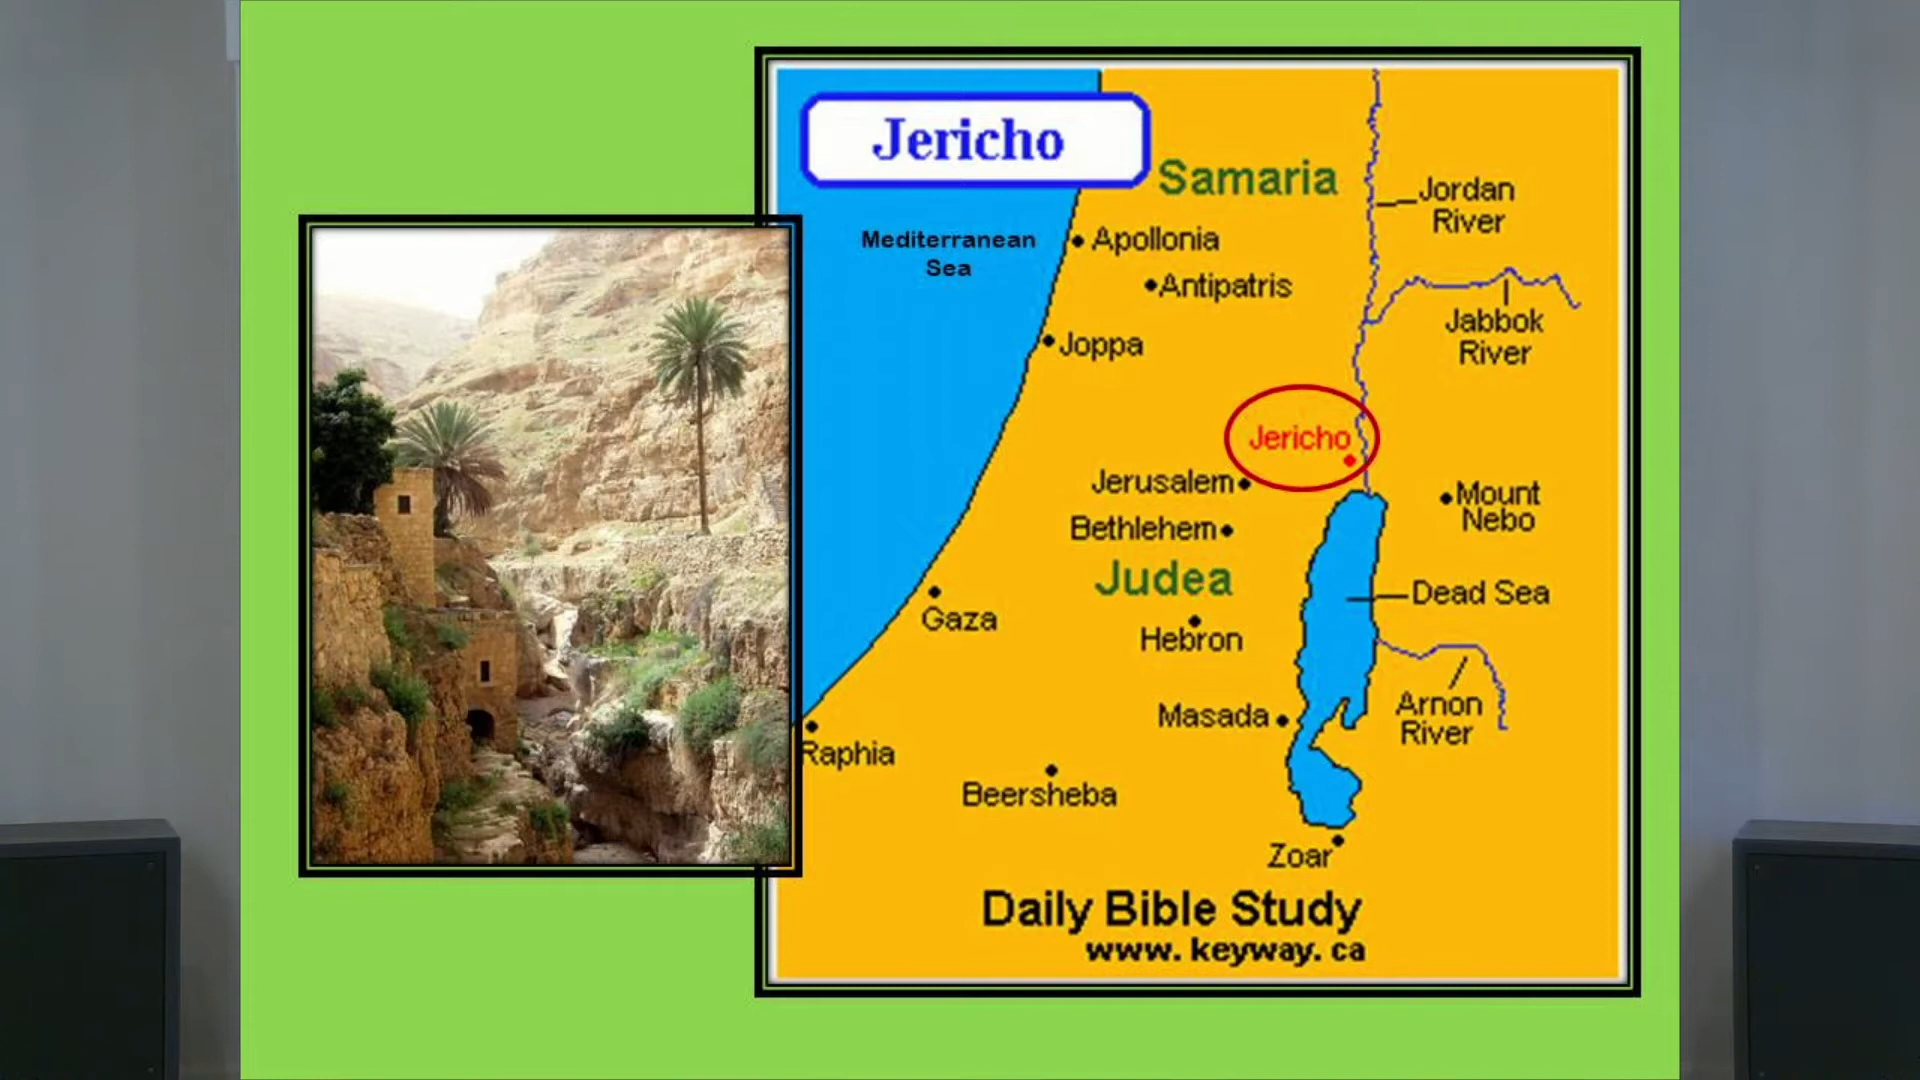 Jericho
Samaria
Jordan
River
Mediterranean
Sea
Apollonia
Antipatris
Jabbok
River
Joppa
Jericho
Jerusalem
Mount
Nebo
Bethlehem
Judea
Dead Sea
Gaza
Hebron
Masada
Arnon
River
Raphia
Beersheba
Zoar
Daily Bible Study
www.keyway.ca